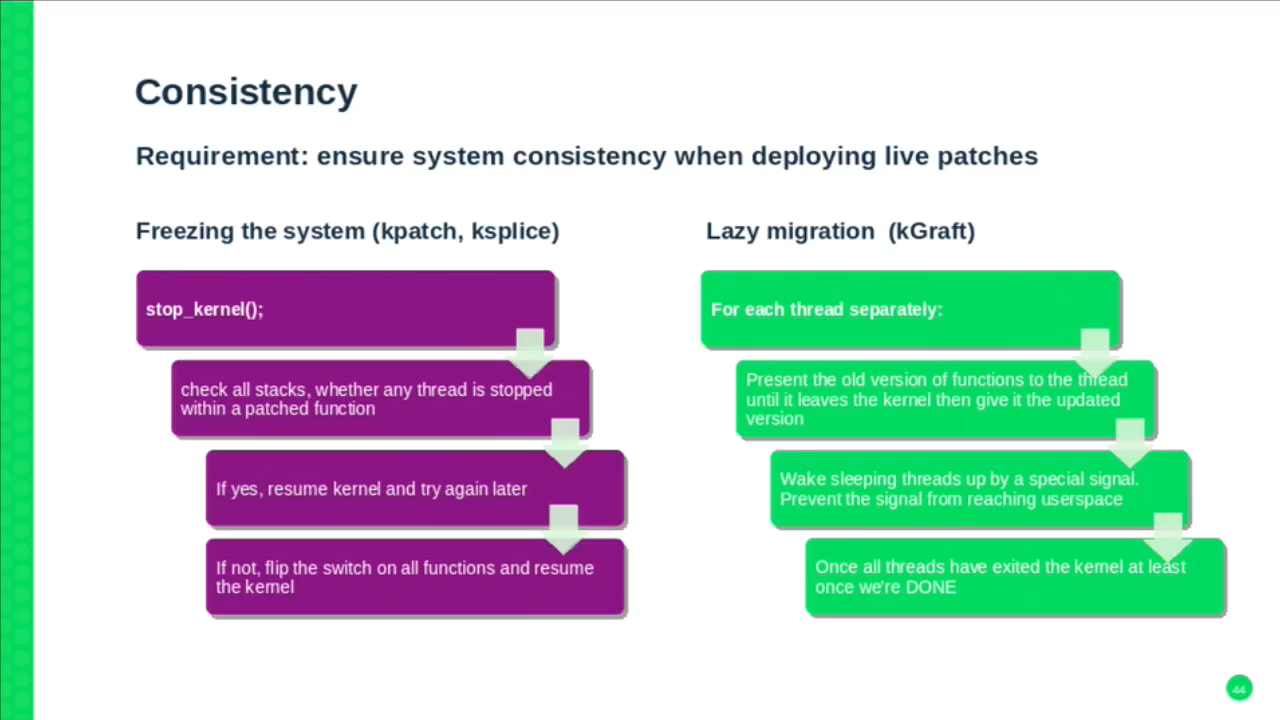 Consistency
Requirement: ensure system consistency when deploying live patches
Freezing the system (kpatch, ksplice)
stop_kernel();
check all stacks, whether any thread is stopped
within a patched function
If yes, resume kernel and try again later
If not, flip the switch on all functions and resume
the kernel
Lazy migration (kGraft)
For each thread separately:
Present the old version of functions to the thread
until it leaves the kernel then give it the updated
version
Wake sleeping threads up by a special signal.
Prevent the signal from reaching userspace
Once all threads have exited the kernel at least
once we're DONE
44